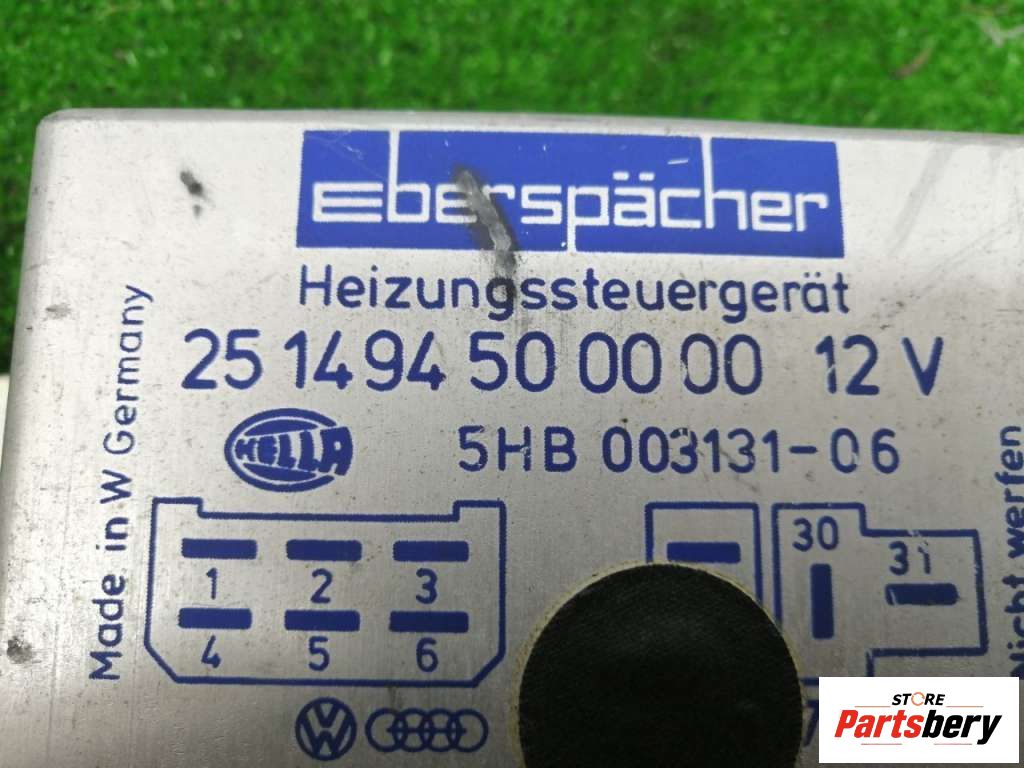 Eberspächer
Heizungssteuergerät
25 1494 50 00 00 12 V
HELLA
5HB 003131-06
Made in W Germany
Nicht werfen
30
31
1 2 3
4 5 6
VW
STORE
Partsbery